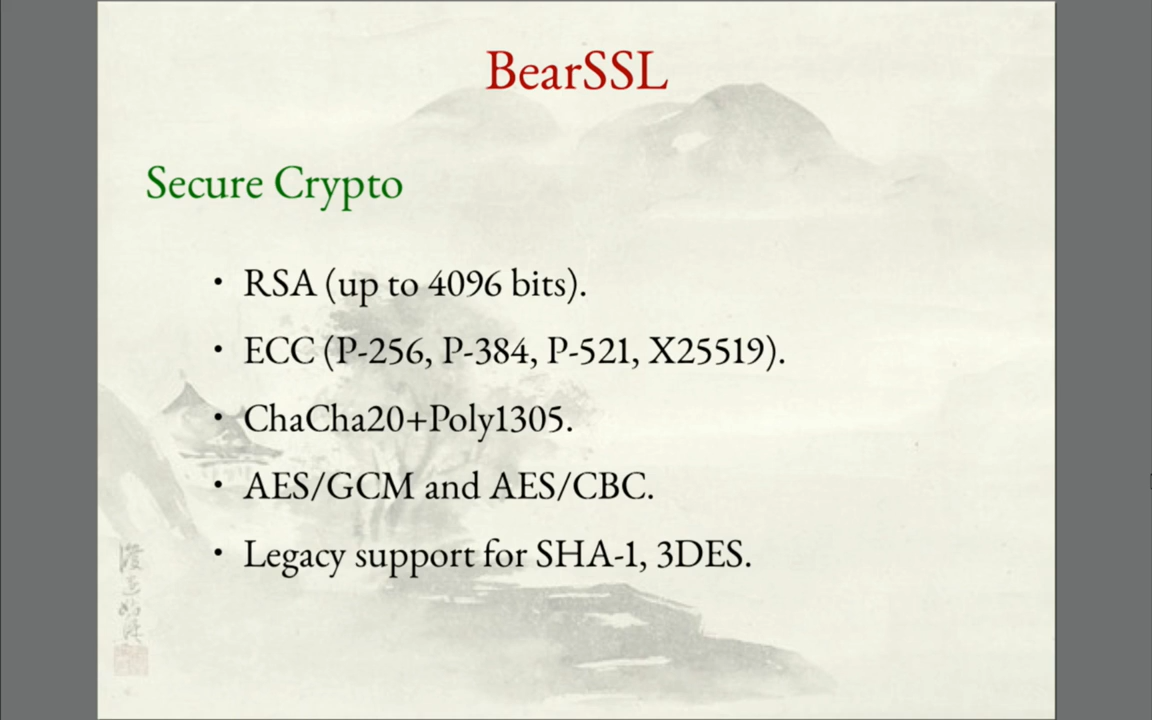 BearSSL
Secure Crypto
• RSA (up to 4096 bits).
• ECC (P-256, P-384, P-521, X25519).
• ChaCha20+Poly1305.
• AES/GCM and AES/CBC.
• Legacy support for SHA-1, 3DES.